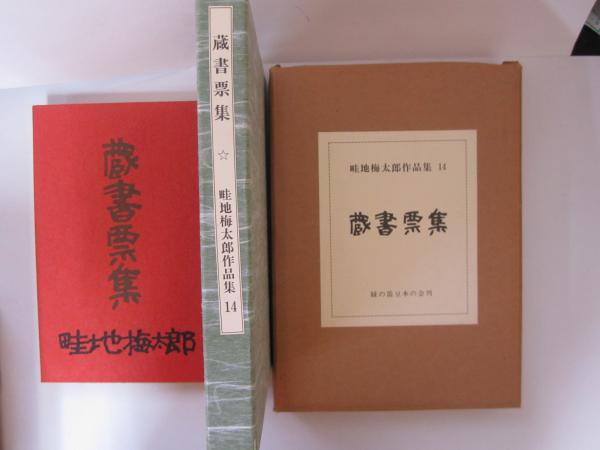 蔵書票集
畦地梅太郎
蔵書票集 ☆ 畦地梅太郎作品集 14
畦地梅太郎作品集 14
蔵書票集
緑の笛豆本の会刊